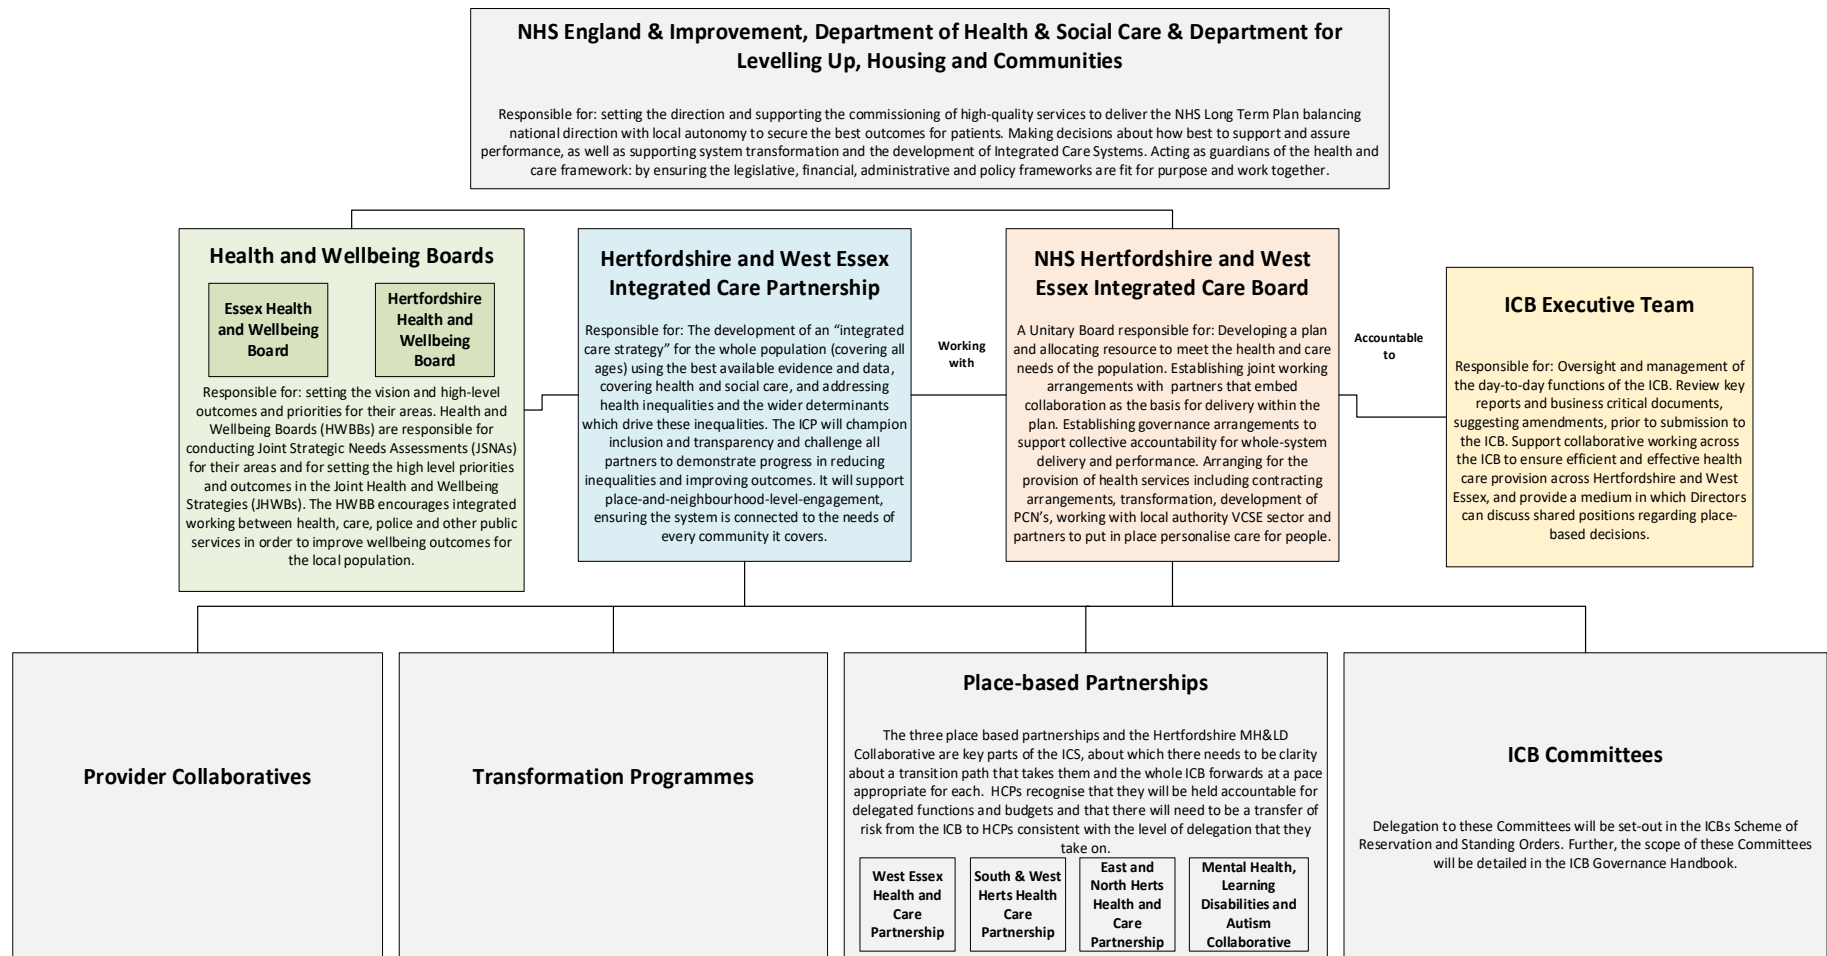 NHS England & Improvement, Department of Health & Social Care & Department for
Levelling Up, Housing and Communities
Responsible for: setting the direction and supporting the commissioning of high-quality services to deliver the NHS Long Term Plan balancing
national direction with local autonomy to secure the best outcomes for patients. Making decisions about how best to support and assure
performance, as well as supporting system transformation and the development of Integrated Care Systems. Acting as guardians of the health and
care framework: by ensuring the legislative, financial, administrative and policy frameworks are fit for purpose and work together.
Health and Wellbeing Boards
Essex Health
and Wellbeing
Board
Hertfordshire
Health and
Wellbeing
Board
Responsible for: setting the vision and high-level
outcomes and priorities for their areas. Health and
Wellbeing Boards (HWBBs) are responsible for
conducting Joint Strategic Needs Assessments (JSNAs)
for their areas and for setting the high level priorities
and outcomes in the Joint Health and Wellbeing
Strategies (JHWBs). The HWBB encourages integrated
working between health, care, police and other public
services in order to improve wellbeing outcomes for
the local population.
Hertfordshire and West Essex
Integrated Care Partnership
Responsible for: The development of an “integrated
care strategy” for the whole population (covering all
ages) using the best available evidence and data,
covering health and social care, and addressing
health inequalities and the wider determinants
which drive these inequalities. The ICP will champion
inclusion and transparency and challenge all
partners to demonstrate progress in reducing
inequalities and improving outcomes. It will support
place-and-neighbourhood-level-engagement,
ensuring the system is connected to the needs of
every community it covers.
Working
with
NHS Hertfordshire and West
Essex Integrated Care Board
A Unitary Board responsible for: Developing a plan
and allocating resource to meet the health and care
needs of the population. Establishing joint working
arrangements with partners that embed
collaboration as the basis for delivery within the
plan. Establishing governance arrangements to
support collective accountability for whole-system
delivery and performance. Arranging for the
provision of health services including contracting
arrangements, transformation, development of
PCN’s, working with local authority VCSE sector and
partners to put in place personalise care for people.
Accountable
to
ICB Executive Team
Responsible for: Oversight and management of
the day-to-day functions of the ICB. Review key
reports and business critical documents,
suggesting amendments, prior to submission to
the ICB. Support collaborative working across
the ICB to ensure efficient and effective health
care provision across Hertfordshire and West
Essex, and provide a medium in which Directors
can discuss shared positions regarding place-
based decisions.
Provider Collaboratives
Transformation Programmes
Place-based Partnerships
The three place based partnerships and the Hertfordshire MH&LD
Collaborative are key parts of the ICS, about which there needs to be clarity
about a transition path that takes them and the whole ICB forwards at a pace
appropriate for each. HCPs recognise that they will be held accountable for
delegated functions and budgets and that there will need to be a transfer of
risk from the ICB to HCPs consistent with the level of delegation that they
take on.
West Essex
Health and
Care
Partnership
South & West
Herts Health
Care
Partnership
East and
North Herts
Health and
Care
Partnership
Mental Health,
Learning
Disabilities and
Autism
Collaborative
ICB Committees
Delegation to these Committees will be set-out in the ICBs Scheme of
Reservation and Standing Orders. Further, the scope of these Committees
will be detailed in the ICB Governance Handbook.